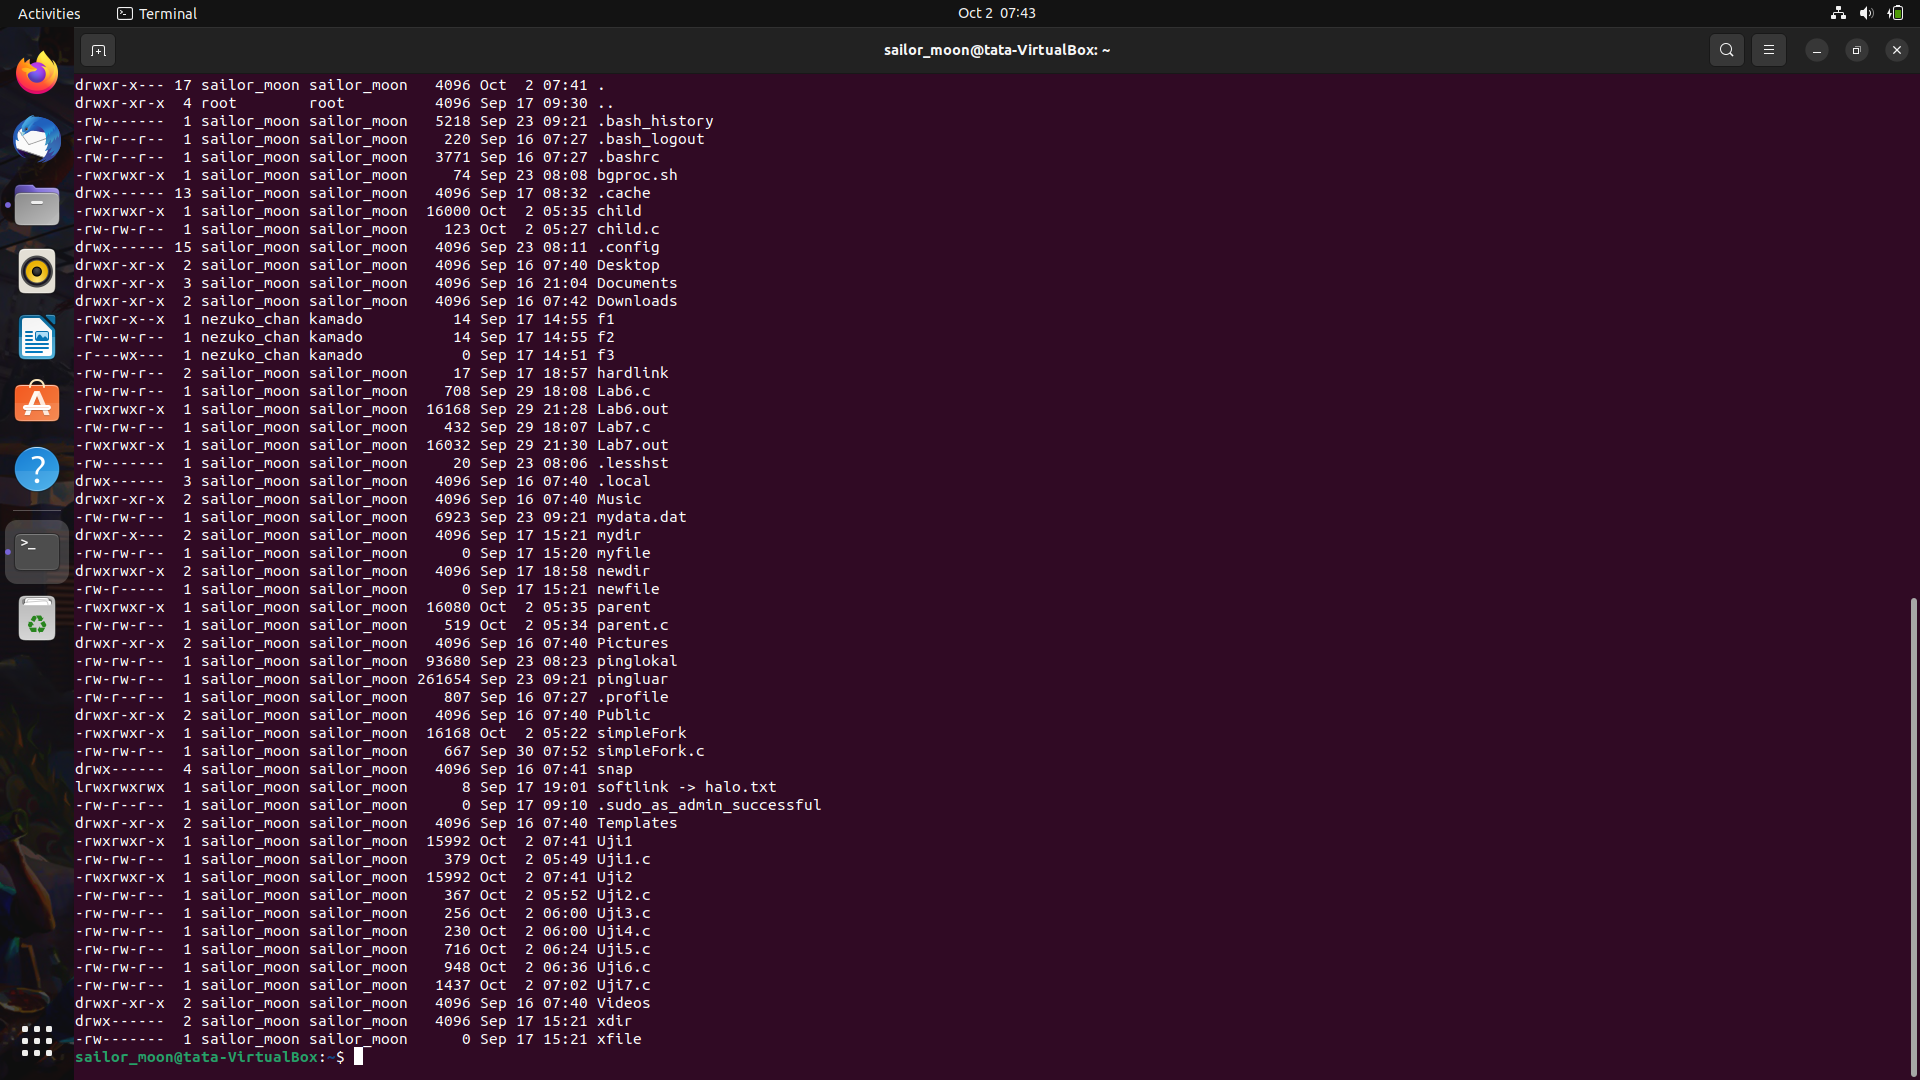 Activities Terminal Oct 2 07:43
sailor_moon@tata-VirtualBox: ~
drwxr-x--- 17 sailor_moon sailor_moon   4096 Oct  2 07:41 .
drwxr-xr-x  4 root        root          4096 Sep 17 09:30 ..
-rw-------  1 sailor_moon sailor_moon   5218 Sep 23 09:21 .bash_history
-rw-r--r--  1 sailor_moon sailor_moon    220 Sep 16 07:27 .bash_logout
-rw-r--r--  1 sailor_moon sailor_moon   3771 Sep 16 07:27 .bashrc
-rwxrwxr-x  1 sailor_moon sailor_moon     74 Sep 23 08:08 bgproc.sh
drwx------ 13 sailor_moon sailor_moon   4096 Sep 17 08:32 .cache
-rwxrwxr-x  1 sailor_moon sailor_moon  16000 Oct  2 05:35 child
-rw-rw-r--  1 sailor_moon sailor_moon    123 Oct  2 05:27 child.c
drwx------ 15 sailor_moon sailor_moon   4096 Sep 23 08:11 .config
drwxr-xr-x  2 sailor_moon sailor_moon   4096 Sep 16 07:40 Desktop
drwxr-xr-x  3 sailor_moon sailor_moon   4096 Sep 16 21:04 Documents
drwxr-xr-x  2 sailor_moon sailor_moon   4096 Sep 16 07:42 Downloads
-rwxr-x--x  1 nezuko_chan kamado          14 Sep 17 14:55 f1
-rw--w-r--  1 nezuko_chan kamado          14 Sep 17 14:55 f2
-r---wx---  1 nezuko_chan kamado           0 Sep 17 14:51 f3
-rw-rw-r--  2 sailor_moon sailor_moon     17 Sep 17 18:57 hardlink
-rw-rw-r--  1 sailor_moon sailor_moon    708 Sep 29 18:08 Lab6.c
-rwxrwxr-x  1 sailor_moon sailor_moon  16168 Sep 29 21:28 Lab6.out
-rw-rw-r--  1 sailor_moon sailor_moon    432 Sep 29 18:07 Lab7.c
-rwxrwxr-x  1 sailor_moon sailor_moon  16032 Sep 29 21:30 Lab7.out
-rw-------  1 sailor_moon sailor_moon     20 Sep 23 08:06 .lesshst
drwx------  3 sailor_moon sailor_moon   4096 Sep 16 07:40 .local
drwxr-xr-x  2 sailor_moon sailor_moon   4096 Sep 16 07:40 Music
-rw-rw-r--  1 sailor_moon sailor_moon   6923 Sep 23 09:21 mydata.dat
drwxr-x---  2 sailor_moon sailor_moon   4096 Sep 17 15:21 mydir
-rw-rw-r--  1 sailor_moon sailor_moon      0 Sep 17 15:20 myfile
drwxrwxr-x  2 sailor_moon sailor_moon   4096 Sep 17 18:58 newdir
-rw-r-----  1 sailor_moon sailor_moon      0 Sep 17 15:21 newfile
-rwxrwxr-x  1 sailor_moon sailor_moon  16080 Oct  2 05:35 parent
-rw-rw-r--  1 sailor_moon sailor_moon    519 Oct  2 05:34 parent.c
drwxr-xr-x  2 sailor_moon sailor_moon   4096 Sep 16 07:40 Pictures
-rw-rw-r--  1 sailor_moon sailor_moon  93680 Sep 23 08:23 pinglokal
-rw-rw-r--  1 sailor_moon sailor_moon 261654 Sep 23 09:21 pingluar
-rw-r--r--  1 sailor_moon sailor_moon    807 Sep 16 07:27 .profile
drwxr-xr-x  2 sailor_moon sailor_moon   4096 Sep 16 07:40 Public
-rwxrwxr-x  1 sailor_moon sailor_moon  16168 Oct  2 05:22 simpleFork
-rw-rw-r--  1 sailor_moon sailor_moon    667 Sep 30 07:52 simpleFork.c
drwx------  4 sailor_moon sailor_moon   4096 Sep 16 07:41 snap
lrwxrwxrwx  1 sailor_moon sailor_moon      8 Sep 17 19:01 softlink -> halo.txt
-rw-r--r--  1 sailor_moon sailor_moon      0 Sep 17 09:10 .sudo_as_admin_successful
drwxr-xr-x  2 sailor_moon sailor_moon   4096 Sep 16 07:40 Templates
-rwxrwxr-x  1 sailor_moon sailor_moon  15992 Oct  2 07:41 Uji1
-rw-rw-r--  1 sailor_moon sailor_moon    379 Oct  2 05:49 Uji1.c
-rwxrwxr-x  1 sailor_moon sailor_moon  15992 Oct  2 07:41 Uji2
-rw-rw-r--  1 sailor_moon sailor_moon    367 Oct  2 05:52 Uji2.c
-rw-rw-r--  1 sailor_moon sailor_moon    256 Oct  2 06:00 Uji3.c
-rw-rw-r--  1 sailor_moon sailor_moon    230 Oct  2 06:00 Uji4.c
-rw-rw-r--  1 sailor_moon sailor_moon    716 Oct  2 06:24 Uji5.c
-rw-rw-r--  1 sailor_moon sailor_moon    948 Oct  2 06:36 Uji6.c
-rw-rw-r--  1 sailor_moon sailor_moon   1437 Oct  2 07:02 Uji7.c
drwxr-xr-x  2 sailor_moon sailor_moon   4096 Sep 16 07:40 Videos
drwx------  2 sailor_moon sailor_moon   4096 Sep 17 15:21 xdir
-rw-------  1 sailor_moon sailor_moon      0 Sep 17 15:21 xfile
sailor_moon@tata-VirtualBox:~$